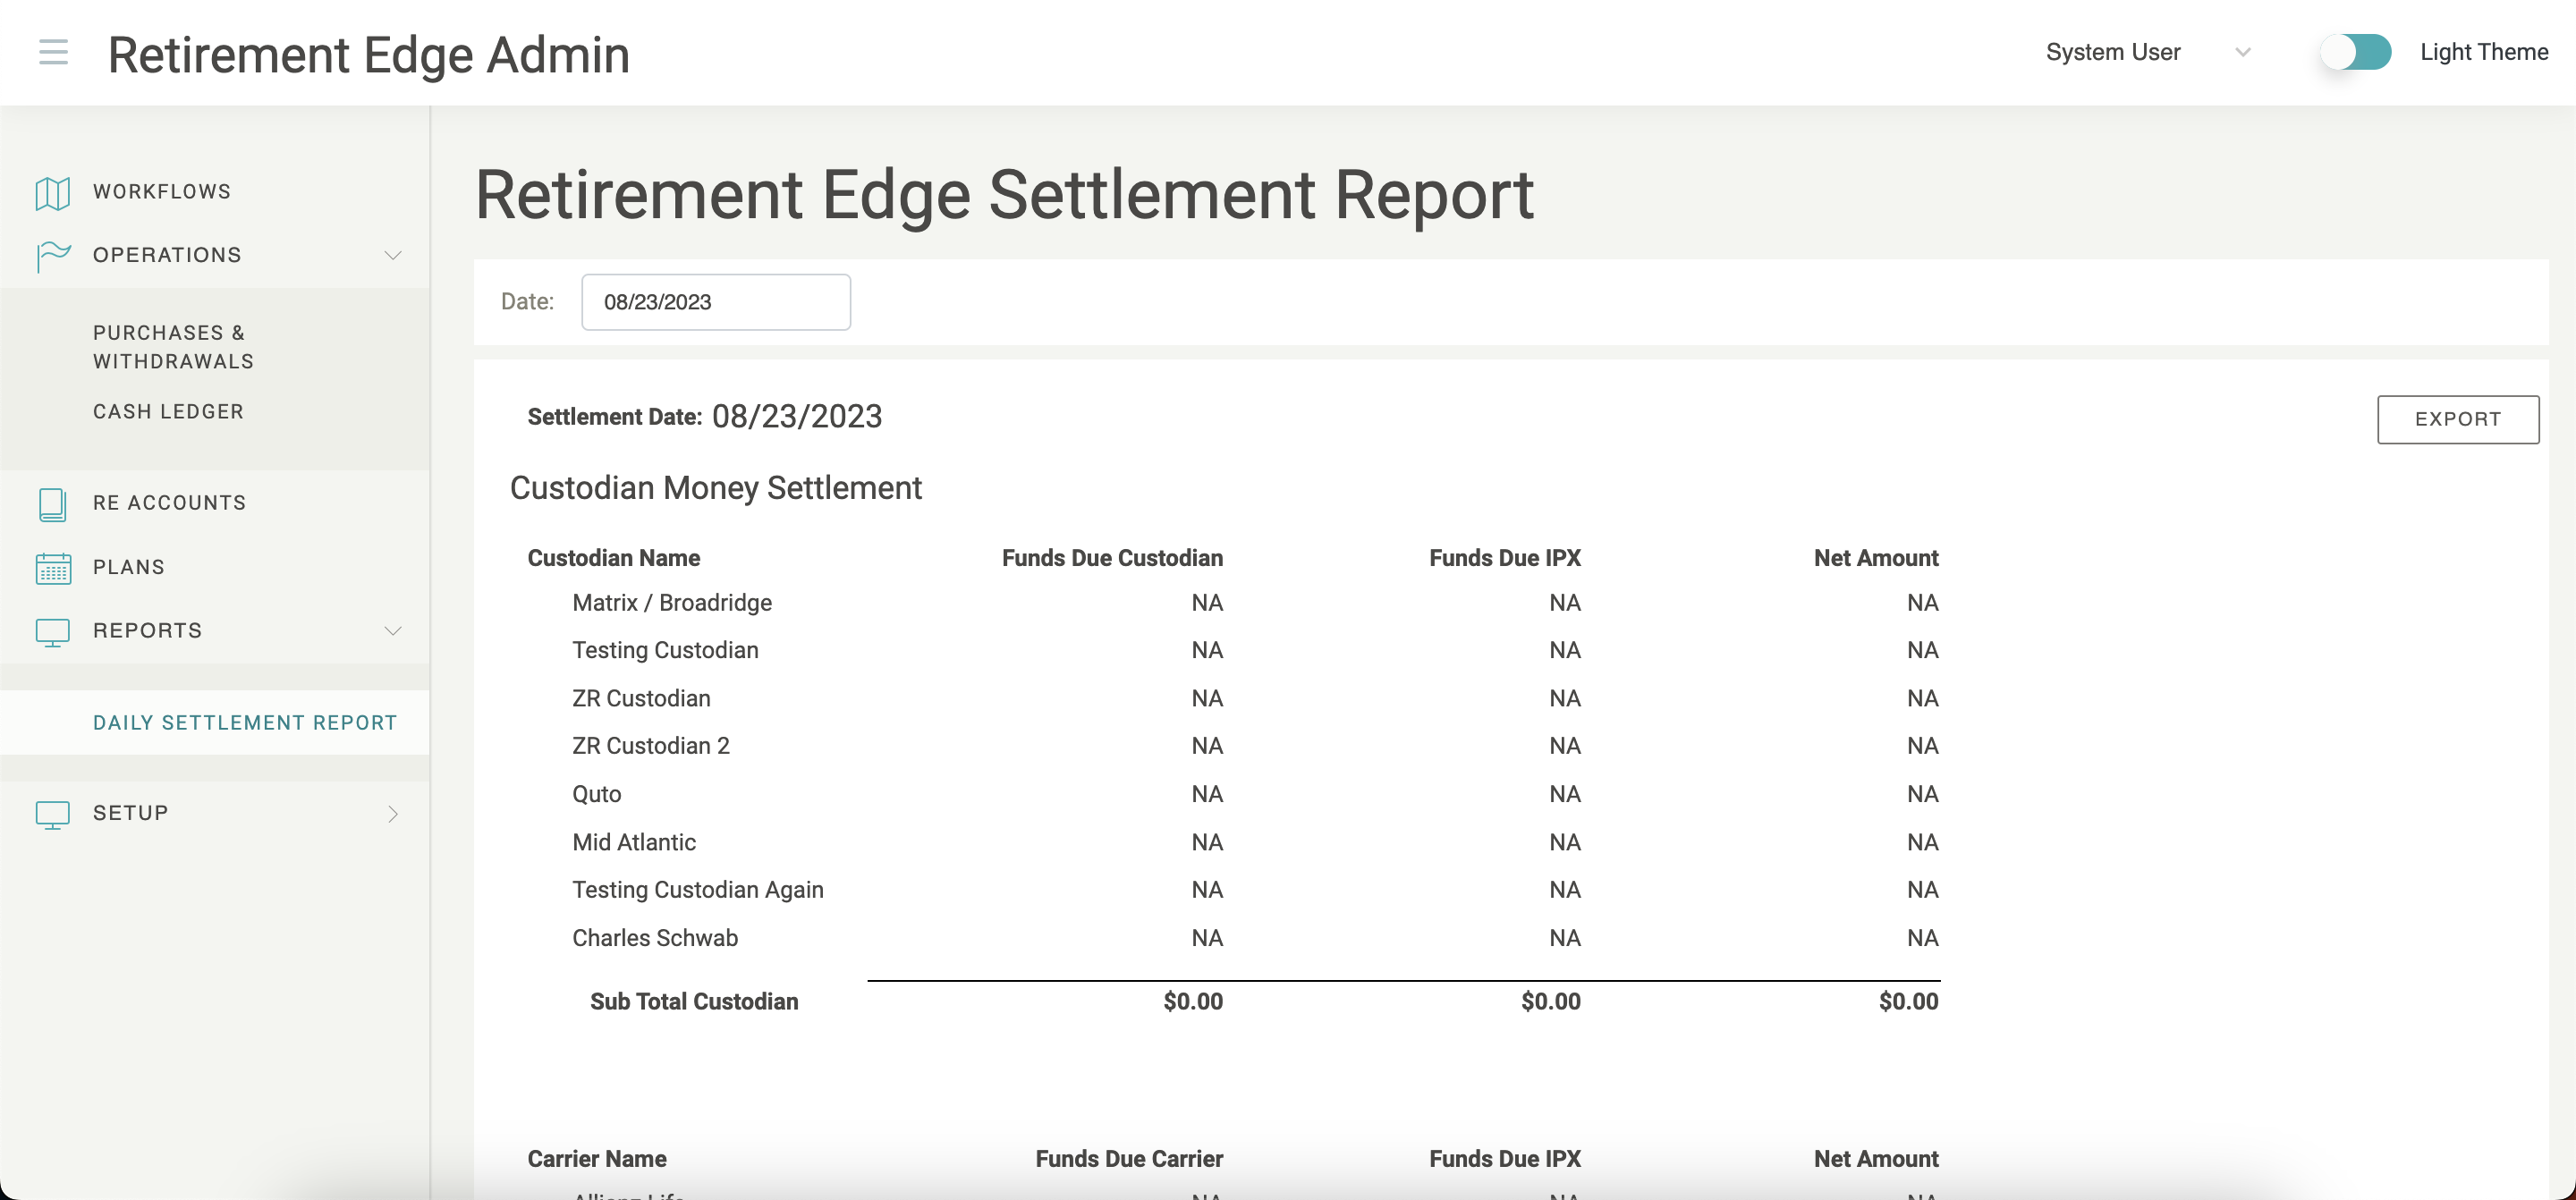 Retirement Edge Admin
System User
Light Theme
WORKFLOWS
OPERATIONS
PURCHASES &
WITHDRAWALS
CASH LEDGER
RE ACCOUNTS
PLANS
REPORTS
DAILY SETTLEMENT REPORT
SETUP
Retirement Edge Settlement Report
Date: 08/23/2023
Settlement Date: 08/23/2023
EXPORT
Custodian Money Settlement
Custodian Name Funds Due Custodian Funds Due IPX Net Amount
Matrix / Broadridge NA NA NA
Testing Custodian NA NA NA
ZR Custodian NA NA NA
ZR Custodian 2 NA NA NA
Quto NA NA NA
Mid Atlantic NA NA NA
Testing Custodian Again NA NA NA
Charles Schwab NA NA NA
Sub Total Custodian $0.00 $0.00 $0.00
Carrier Name Funds Due Carrier Funds Due IPX Net Amount